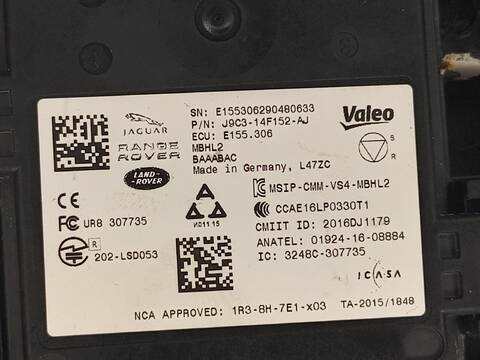 SN: E155306290480633
P/N: J9C3-14F152-AJ
ECU: E155.306
MBHL2
BAAABAC
Made in Germany, L47ZC
Valeo
S
R
JAGUAR
RANGE
ROVER
LAND-
ROVER
MSIP-CMM-VS4-MBHL2
CCAE16LP0330T1
CMIIT ID: 2016DJ1179
ANATEL: 01924-16-08884
IC: 3248C-307735
CE
FC UR8 307735
R
202-LSD053
ICASA
NCA APPROVED: 1R3-8H-7E1-x03
TA-2015/1848